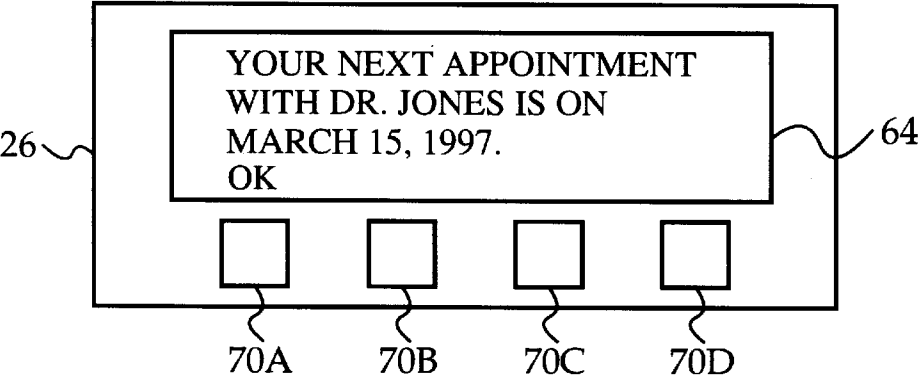 YOUR NEXT APPOINTMENT
WITH DR. JONES IS ON
MARCH 15, 1997.
OK
26
64
70A 70B 70C 70D